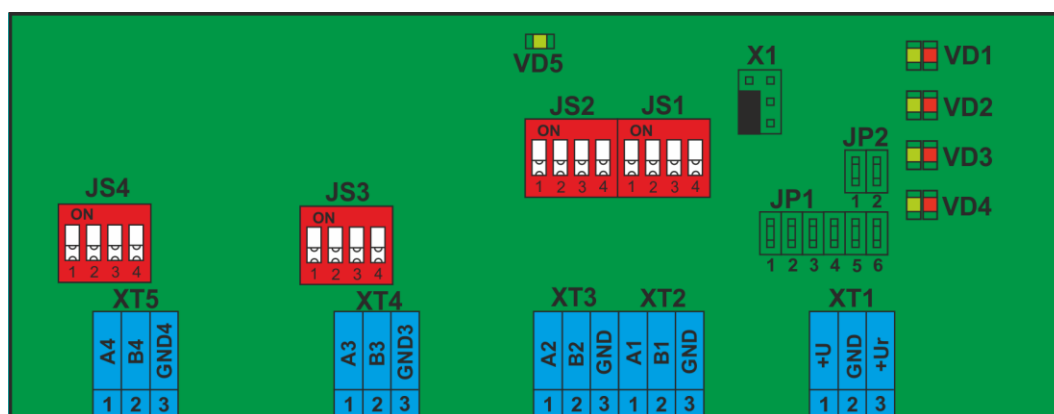 VD5
X1
VD1
VD2
JS2 JS1
ON ON
1 2 3 4 1 2 3 4
JP2
1 2
VD3
JS4
ON
1 2 3 4
JS3
ON
1 2 3 4
JP1
1 2 3 4 5 6
VD4
XT5
A4 B4 GND4
1 2 3
XT4
A3 B3 GND3
1 2 3
XT3 XT2
A2 B2 GND A1 B1 GND
1 2 3 1 2 3
XT1
+U GND +Ur
1 2 3